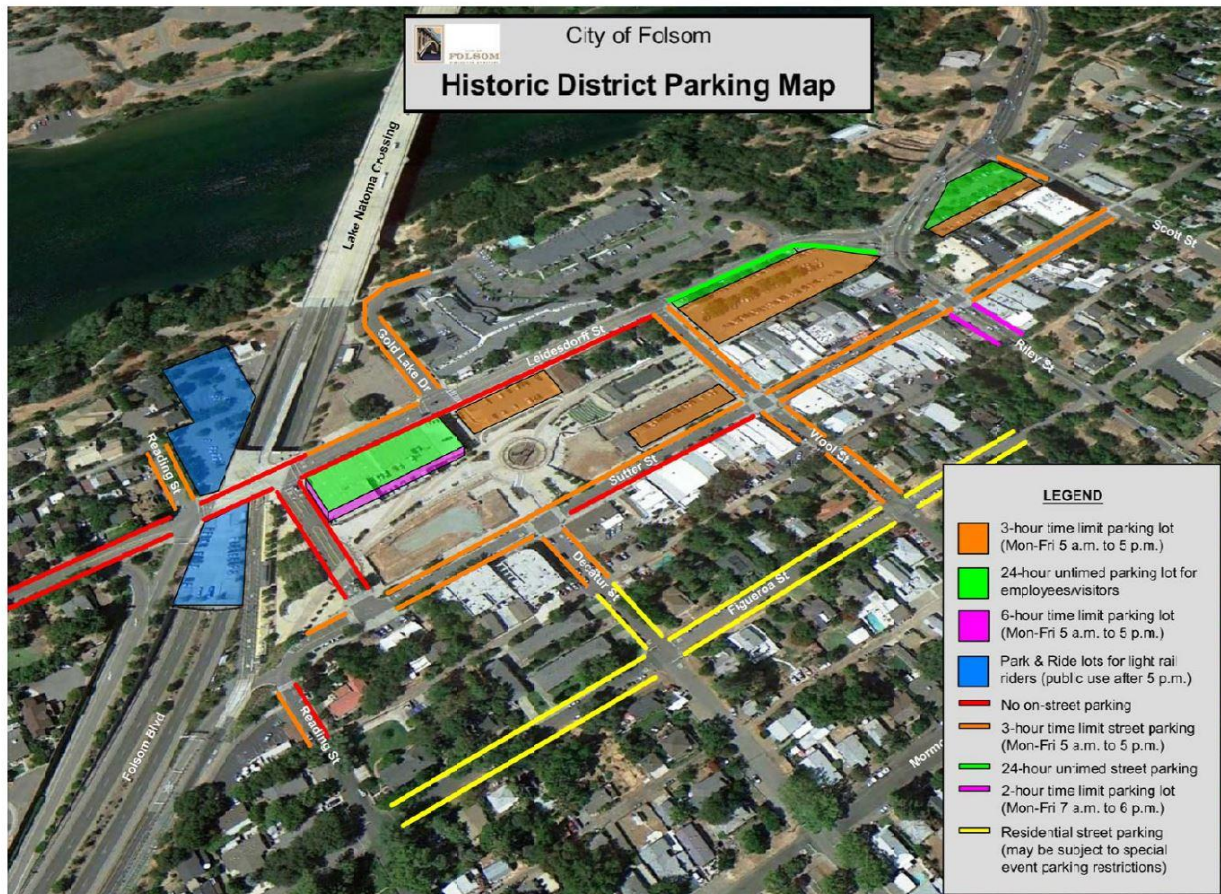 FOLSOM
City of Folsom
Historic District Parking Map
Lake Natoma Crossing
Scott St
Gold Lake Dr
Leidesdorff St
Riley St
Reading St
Wool St
Sutter St
Decatur St
Figueroa St
Folsom Blvd
Reading St
Mormo
LEGEND
3-hour time limit parking lot
(Mon-Fri 5 a.m. to 5 p.m.)
24-hour untimed parking lot for
employees/visitors
6-hour time limit parking lot
(Mon-Fri 5 a.m. to 5 p.m.)
Park & Ride lots for light rail
riders (public use after 5 p.m.)
No on-street parking
3-hour time limit street parking
(Mon-Fri 5 a.m. to 5 p.m.)
24-hour untimed street parking
2-hour time limit parking lot
(Mon-Fri 7 a.m. to 6 p.m.)
Residential street parking
(may be subject to special
event parking restrictions)